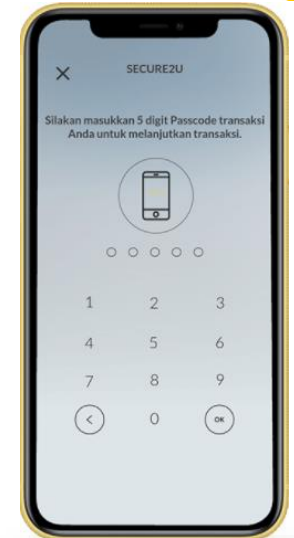 SECURE2U
Silakan masukkan 5 digit Passcode transaksi
Anda untuk melanjutkan transaksi.
1 2 3
4 5 6
7 8 9
0 OK